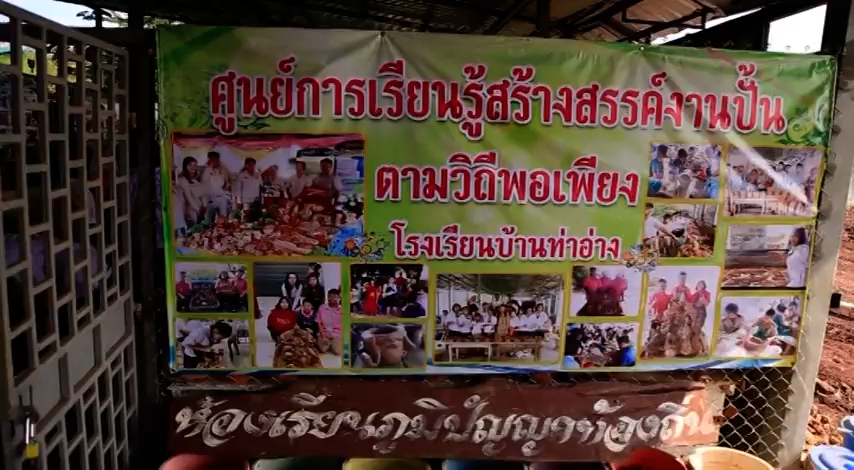 ศูนย์การเรียนรู้สร้างสรรค์งานปั้น
ตามวิถีพอเพียง
โรงเรียนบ้านท่าอ่าง
ห้องเรียนภูมิปัญญาท้องถิ่น